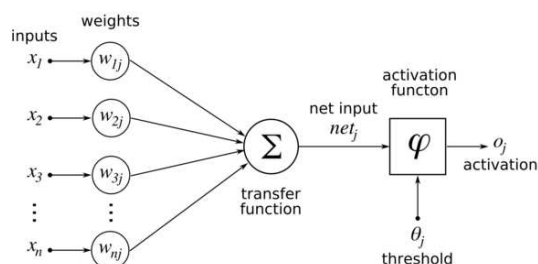 weights
inputs
x₁ w₁ⱼ
activation
functon
x₂ w₂ⱼ
net input
netⱼ
Σ
φ
oⱼ
activation
x₃ w₃ⱼ
transfer
function
⋮ ⋮
xₙ wₙⱼ
θⱼ
threshold